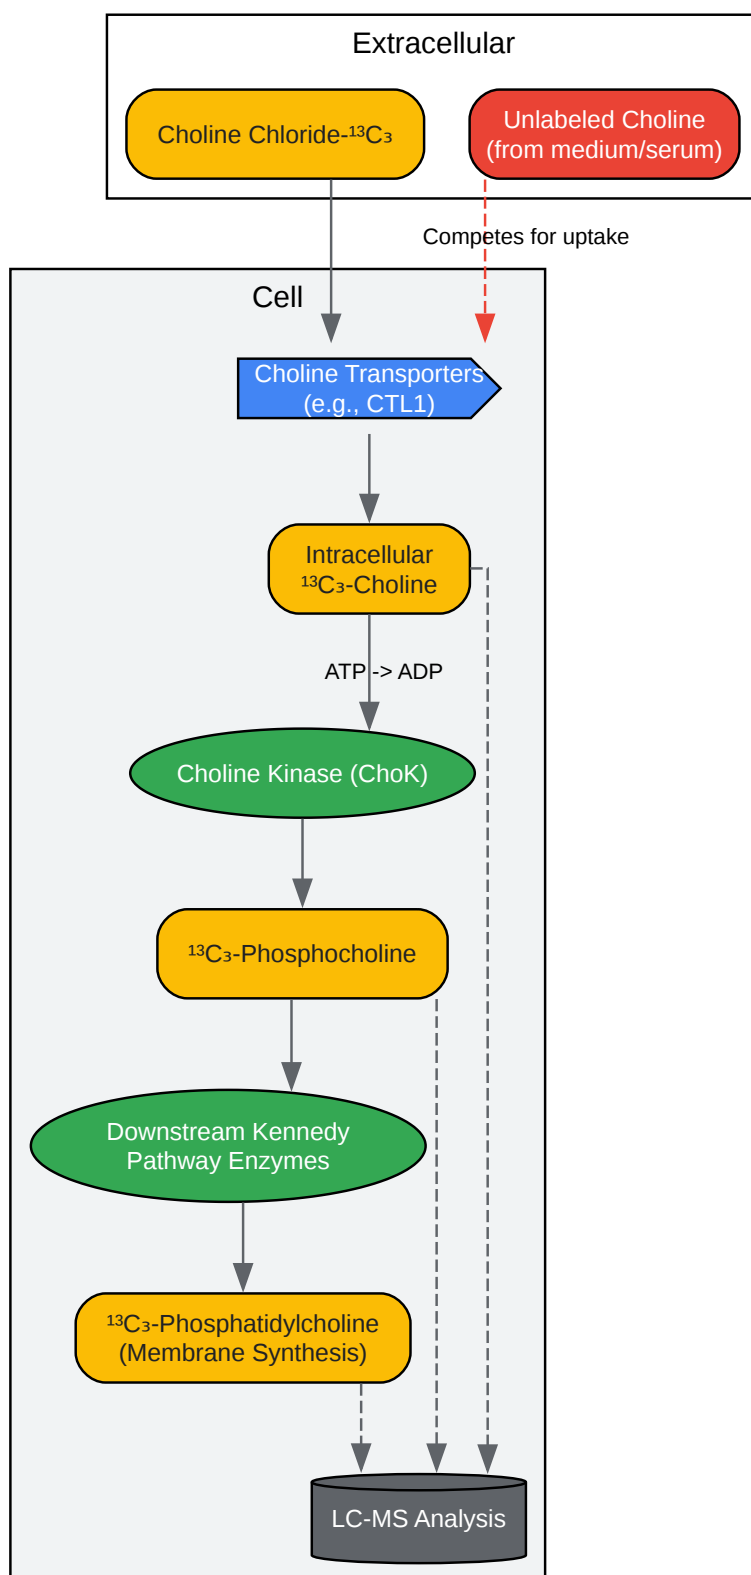 Extracellular
Choline Chloride-¹³C₃
Unlabeled Choline
(from medium/serum)
Competes for uptake
Cell
Choline Transporters
(e.g., CTL1)
Intracellular
¹³C₃-Choline
ATP -> ADP
Choline Kinase (ChoK)
¹³C₃-Phosphocholine
Downstream Kennedy
Pathway Enzymes
¹³C₃-Phosphatidylcholine
(Membrane Synthesis)
LC-MS Analysis